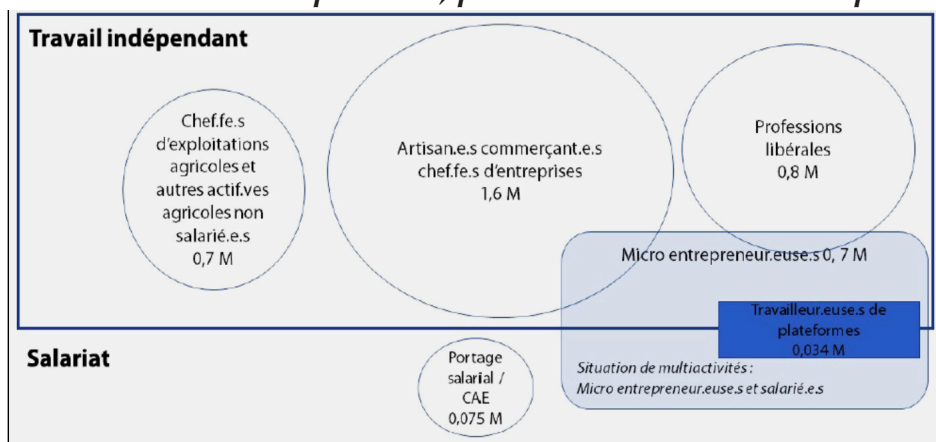 Travail indépendant
Chef.fe.s
d'exploitations
agricoles et
autres actif.ves
agricoles non
salarié.e.s
0,7 M
Artisan.e.s commerçant.e.s
chef.fe.s d'entreprises
1,6 M
Professions
libérales
0,8 M
Micro entrepreneur.euse.s 0, 7 M
Travailleur.euse.s de
plateformes
0,034 M
Situation de multiactivités :
Micro entrepreneur.euse.s et salarié.e.s
Salariat
Portage
salarial /
CAE
0,075 M